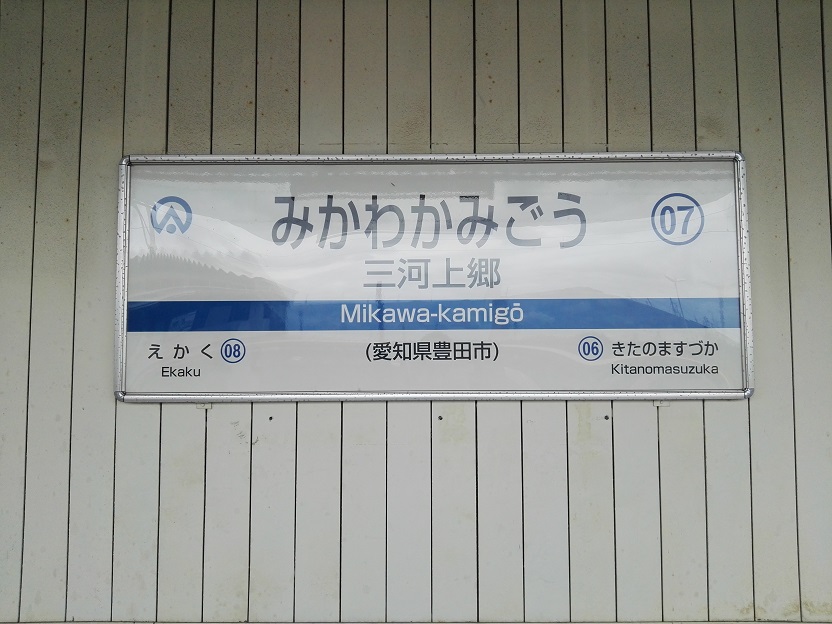 みかわかみごう 07
三河上郷
Mikawa-kamigō
えかく 08 (愛知県豊田市) 06 きたのますづか
Ekaku Kitanomasuzuka